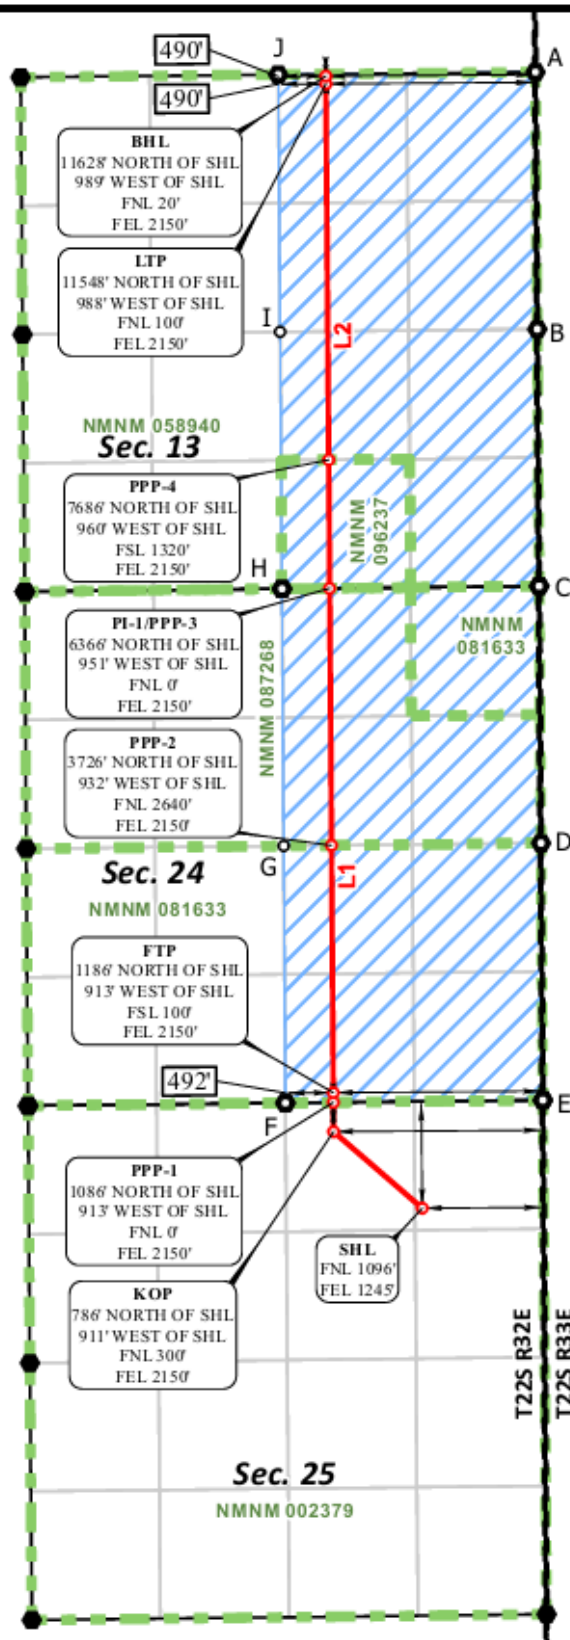 490'
J
A
490'
BHL
11628' NORTH OF SHL
989' WEST OF SHL
FNL 20'
FEL 2150'
LTP
11548' NORTH OF SHL
988' WEST OF SHL
FNL 100'
FEL 2150'
I
L2
B
NMNM 058940
Sec. 13
PPP-4
7686' NORTH OF SHL
960' WEST OF SHL
FSL 1320'
FEL 2150'
NMNM
096237
H
C
PI-1/PPP-3
6366' NORTH OF SHL
951' WEST OF SHL
FNL 0'
FEL 2150'
NMNM
081633
NMNM 087268
PPP-2
3726' NORTH OF SHL
932' WEST OF SHL
FNL 2640'
FEL 2150'
D
G
L1
Sec. 24
NMNM 081633
FTP
1186' NORTH OF SHL
913' WEST OF SHL
FSL 100'
FEL 2150'
492'
F
E
PPP-1
1086' NORTH OF SHL
913' WEST OF SHL
FNL 0'
FEL 2150'
SHL
FNL 1096'
FEL 1245'
KOP
786' NORTH OF SHL
911' WEST OF SHL
FNL 300'
FEL 2150'
T22S R32E
T22S R33E
Sec. 25
NMNM 002379